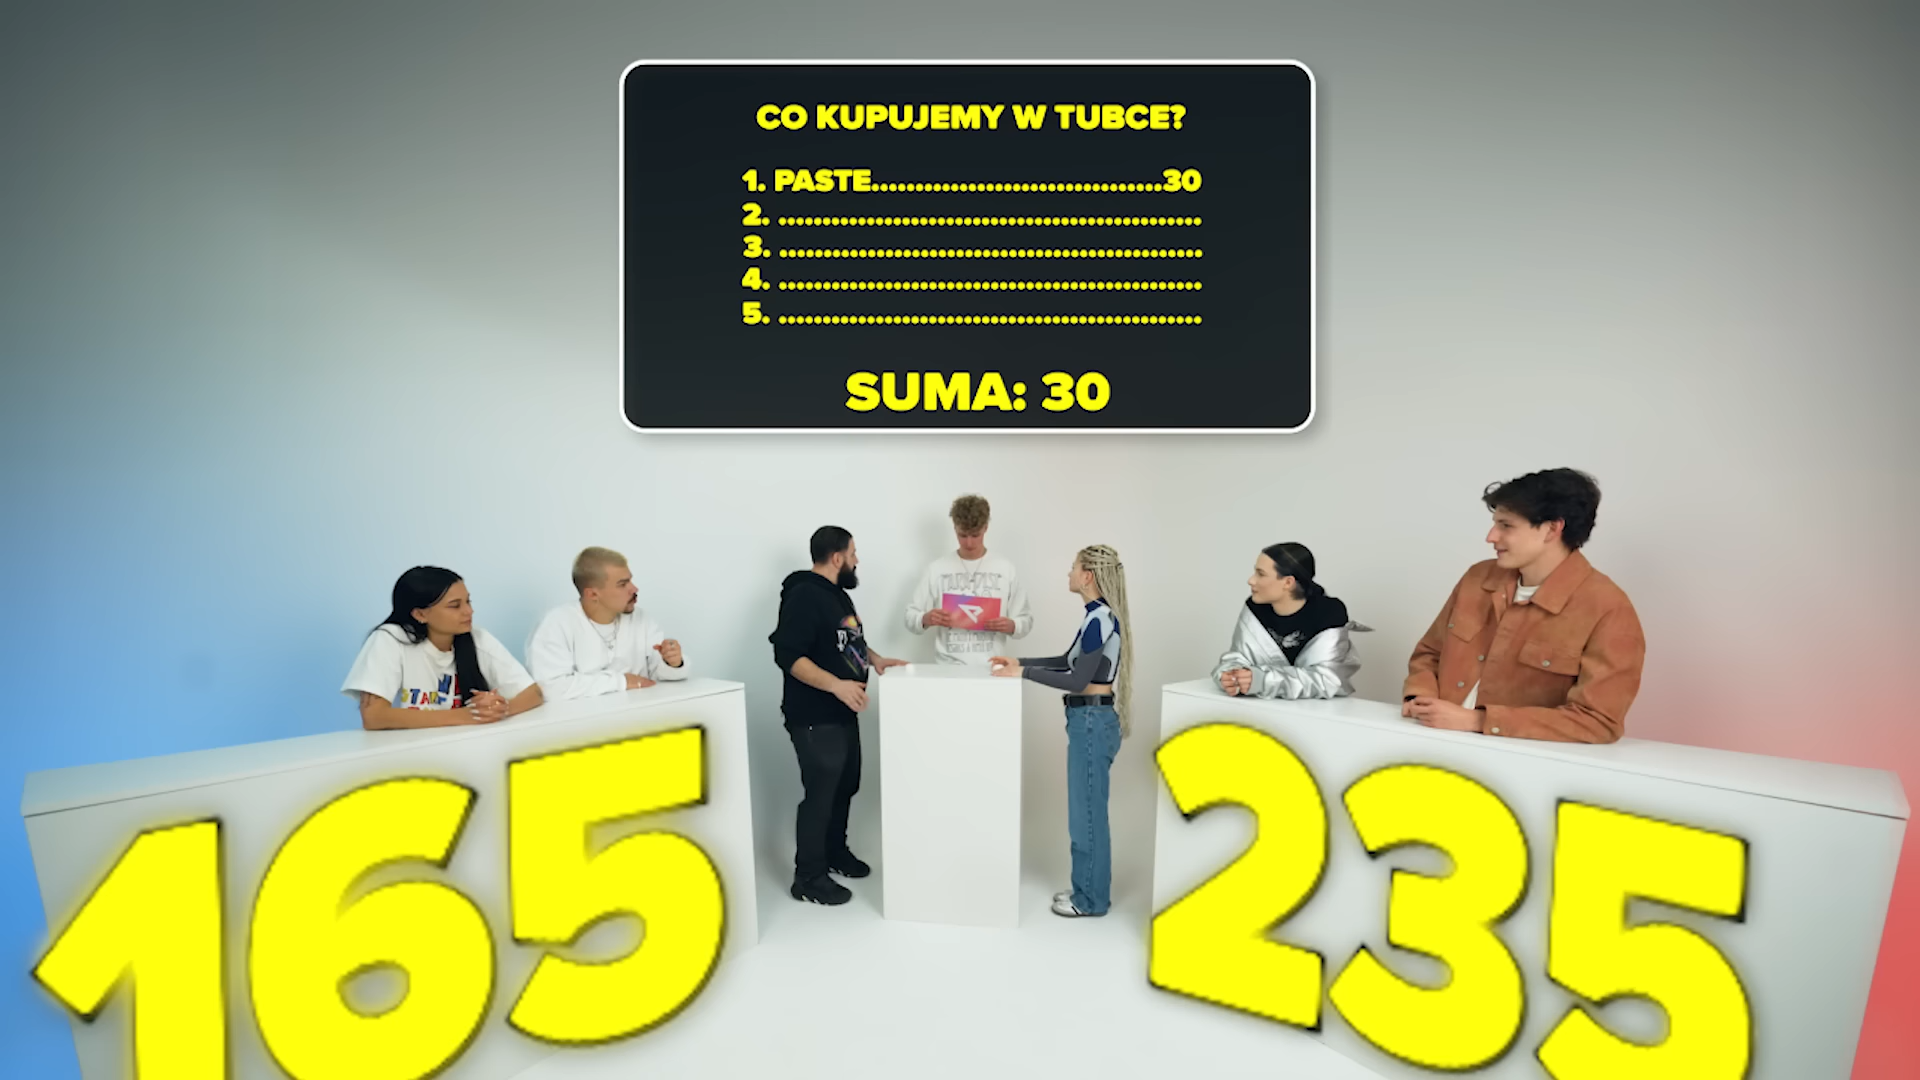 CO KUPUJEMY W TUBCE?
1. PASTE.................................30
2. ................................................
3. ................................................
4. ................................................
5. ................................................
SUMA: 30
165
235